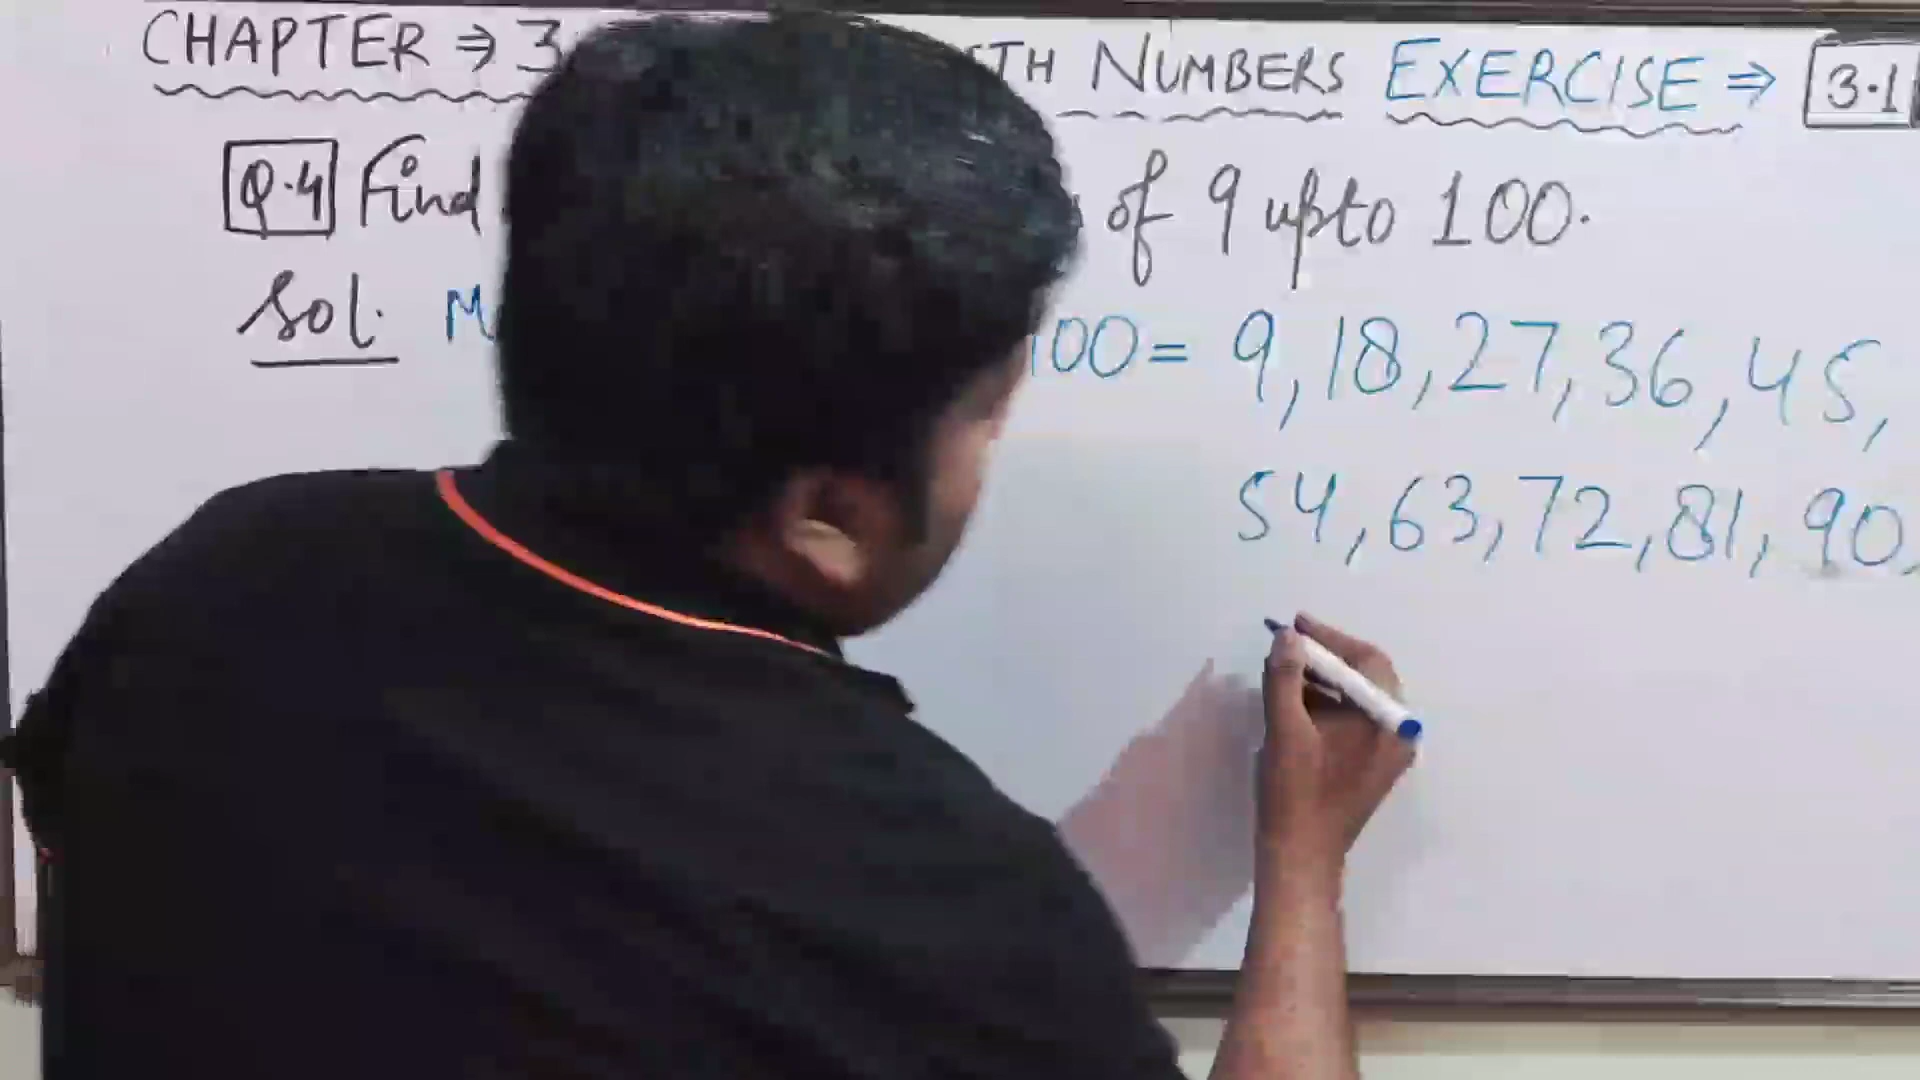 CHAPTER ⇒ 3 NUMBERS EXERCISE ⇒ 3.1
Q.4 Find of 9 upto 100.
Sol. 100 = 9, 18, 27, 36, 45,
54, 63, 72, 81, 90,